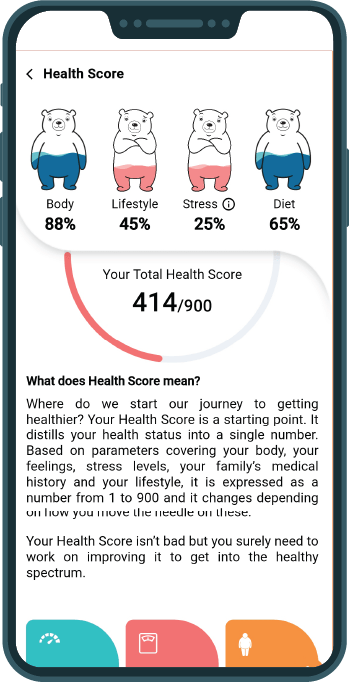 Health Score
Body Lifestyle Stress Diet
88% 45% 25% 65%
Your Total Health Score
414/900
What does Health Score mean?
Where do we start our journey to getting
healthier? Your Health Score is a starting point. It
distills your health status into a single number.
Based on parameters covering your body, your
feelings, stress levels, your family's medical
history and your lifestyle, it is expressed as a
number from 1 to 900 and it changes depending
on how you move the needle on these.
Your Health Score isn't bad but you surely need to
work on improving it to get into the healthy
spectrum.